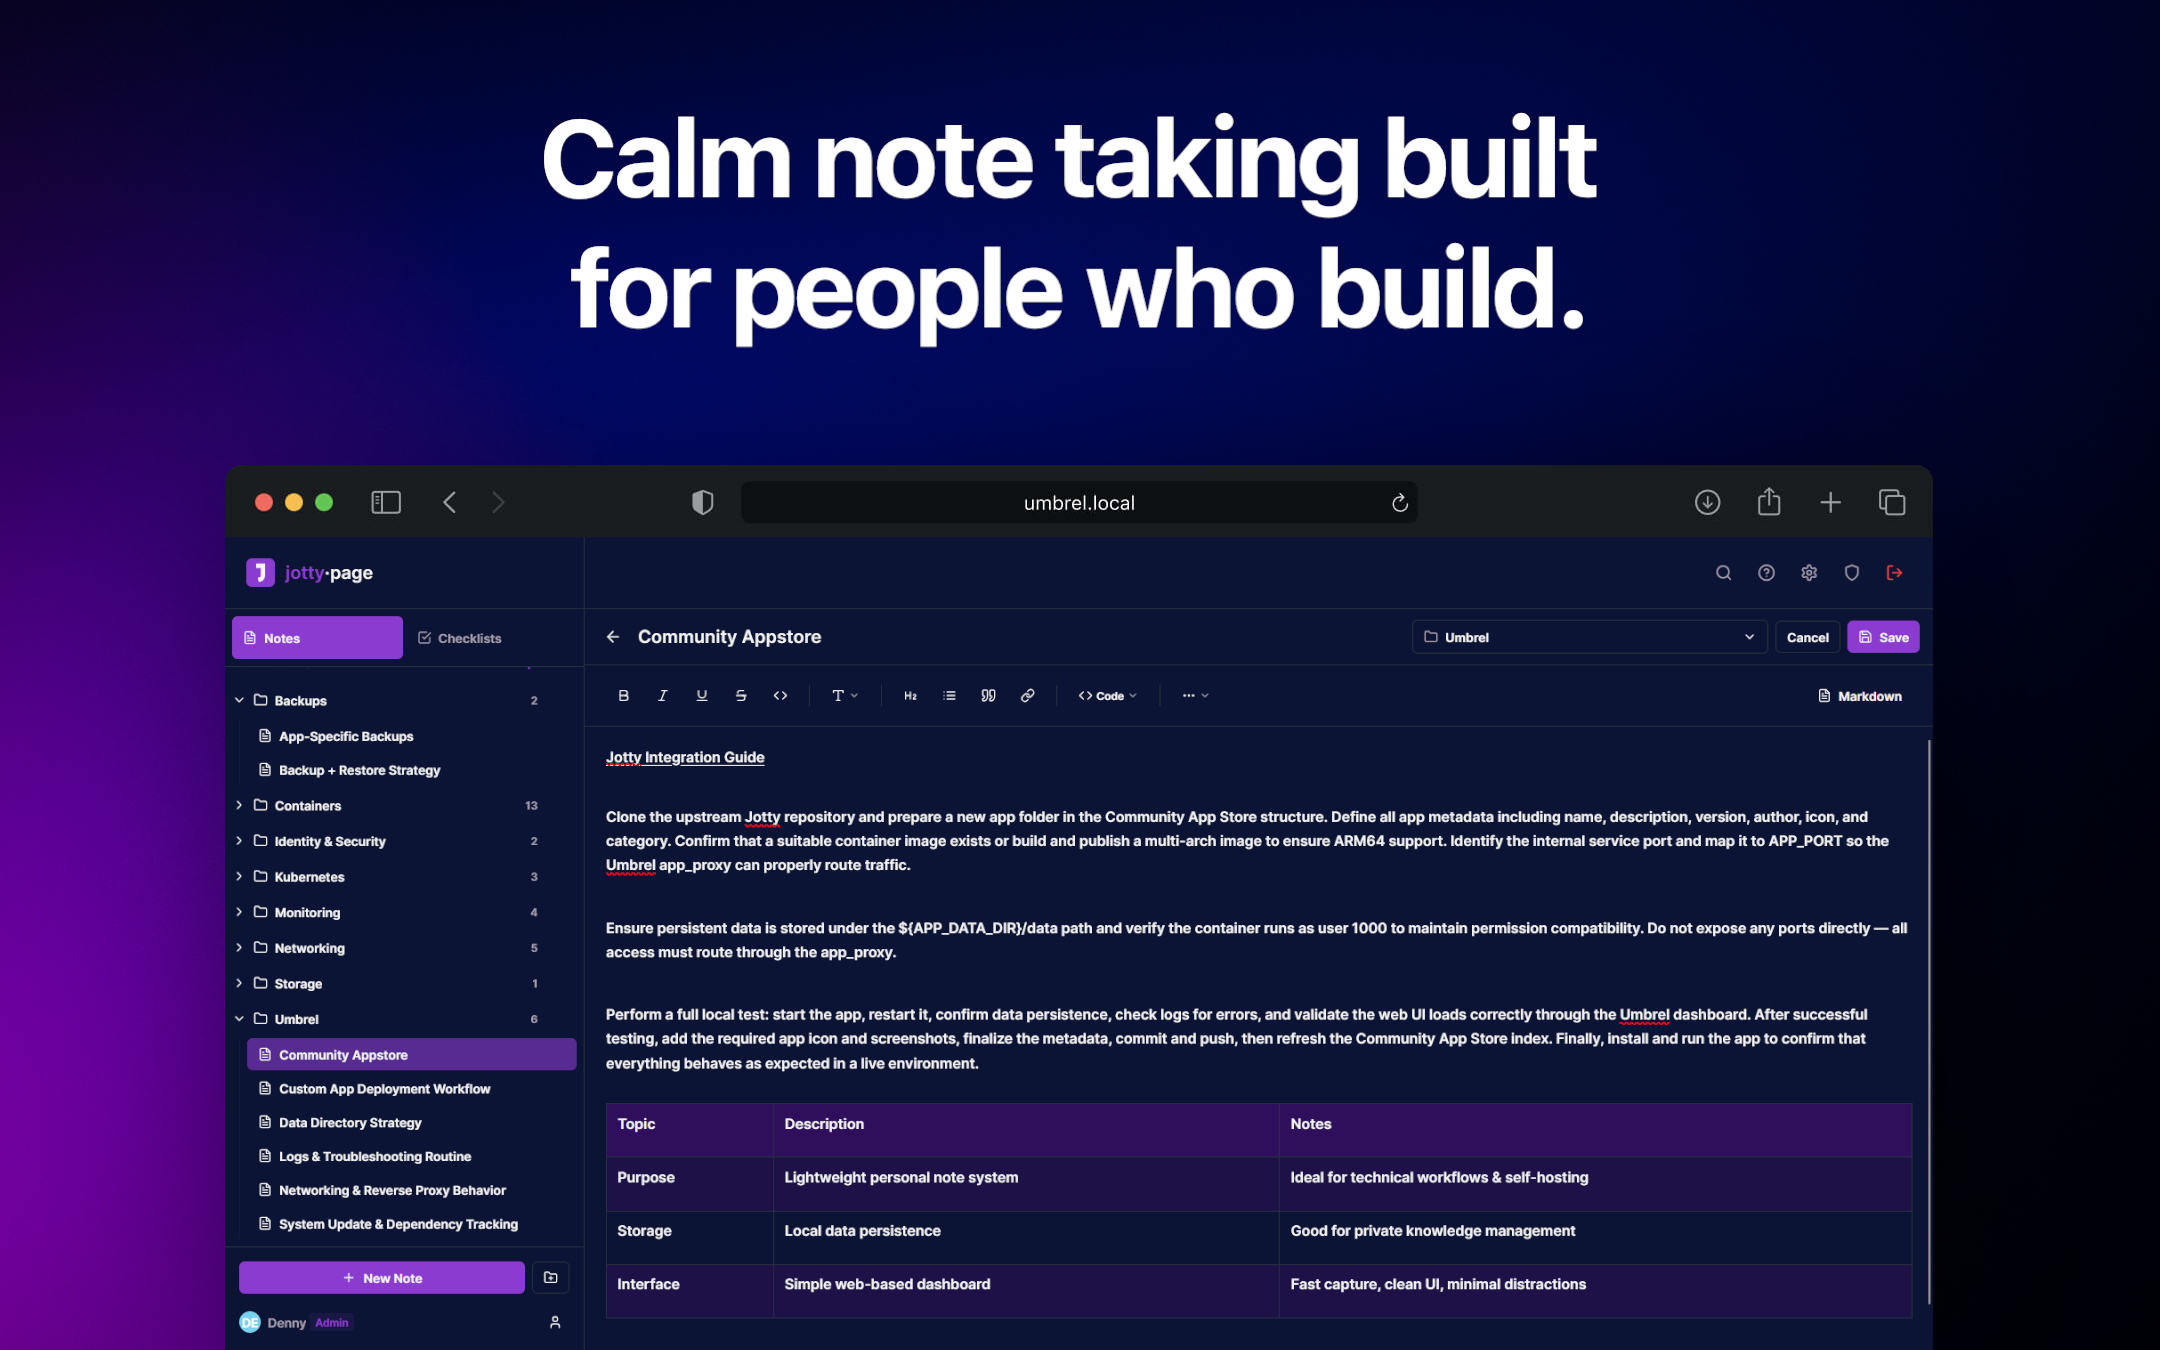 Calm note taking built
for people who build.
umbrel.local
jotty·page
Notes
Checklists
Backups 2
App-Specific Backups
Backup + Restore Strategy
Containers 13
Identity & Security 2
Kubernetes 3
Monitoring 4
Networking 5
Storage 1
Umbrel 6
Community Appstore
Custom App Deployment Workflow
Data Directory Strategy
Logs & Troubleshooting Routine
Networking & Reverse Proxy Behavior
System Update & Dependency Tracking
+ New Note
DE Denny Admin
Community Appstore
Umbrel
Cancel
Save
B I U S <> T H2 <> Code ···
Markdown
Jotty Integration Guide
Clone the upstream Jotty repository and prepare a new app folder in the Community App Store structure. Define all app metadata including name, description, version, author, icon, and
category. Confirm that a suitable container image exists or build and publish a multi-arch image to ensure ARM64 support. Identify the internal service port and map it to APP_PORT so the
Umbrel app_proxy can properly route traffic.
Ensure persistent data is stored under the ${APP_DATA_DIR}/data path and verify the container runs as user 1000 to maintain permission compatibility. Do not expose any ports directly — all
access must route through the app_proxy.
Perform a full local test: start the app, restart it, confirm data persistence, check logs for errors, and validate the web UI loads correctly through the Umbrel dashboard. After successful
testing, add the required app icon and screenshots, finalize the metadata, commit and push, then refresh the Community App Store index. Finally, install and run the app to confirm that
everything behaves as expected in a live environment.
Topic Description Notes
Purpose Lightweight personal note system Ideal for technical workflows & self-hosting
Storage Local data persistence Good for private knowledge management
Interface Simple web-based dashboard Fast capture, clean UI, minimal distractions